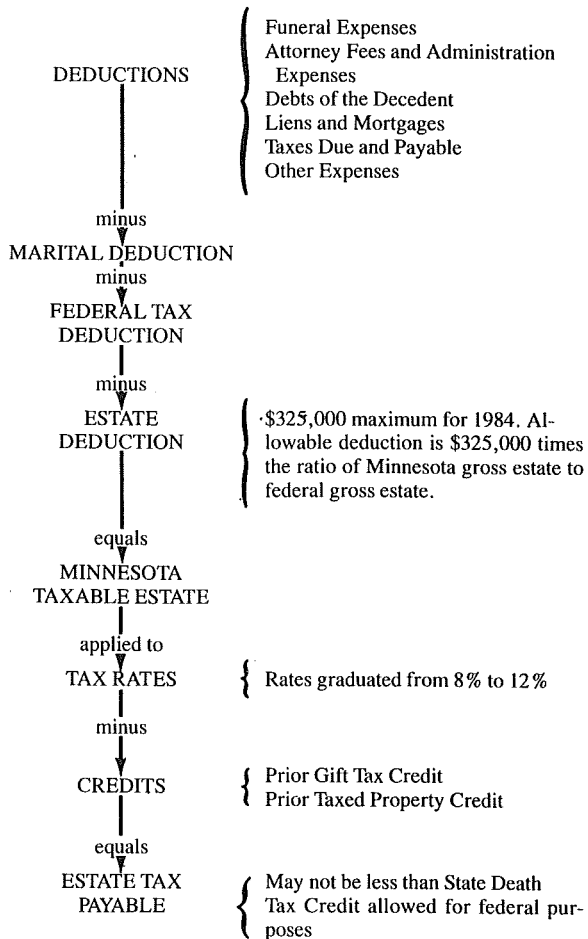 DEDUCTIONS
Funeral Expenses
Attorney Fees and Administration
Expenses
Debts of the Decedent
Liens and Mortgages
Taxes Due and Payable
Other Expenses
minus
MARITAL DEDUCTION
minus
FEDERAL TAX
DEDUCTION
minus
ESTATE
DEDUCTION
$325,000 maximum for 1984. Al-
lowable deduction is $325,000 times
the ratio of Minnesota gross estate to
federal gross estate.
equals
MINNESOTA
TAXABLE ESTATE
applied to
TAX RATES
Rates graduated from 8% to 12%
minus
CREDITS
Prior Gift Tax Credit
Prior Taxed Property Credit
equals
ESTATE TAX
PAYABLE
May not be less than State Death
Tax Credit allowed for federal pur-
poses